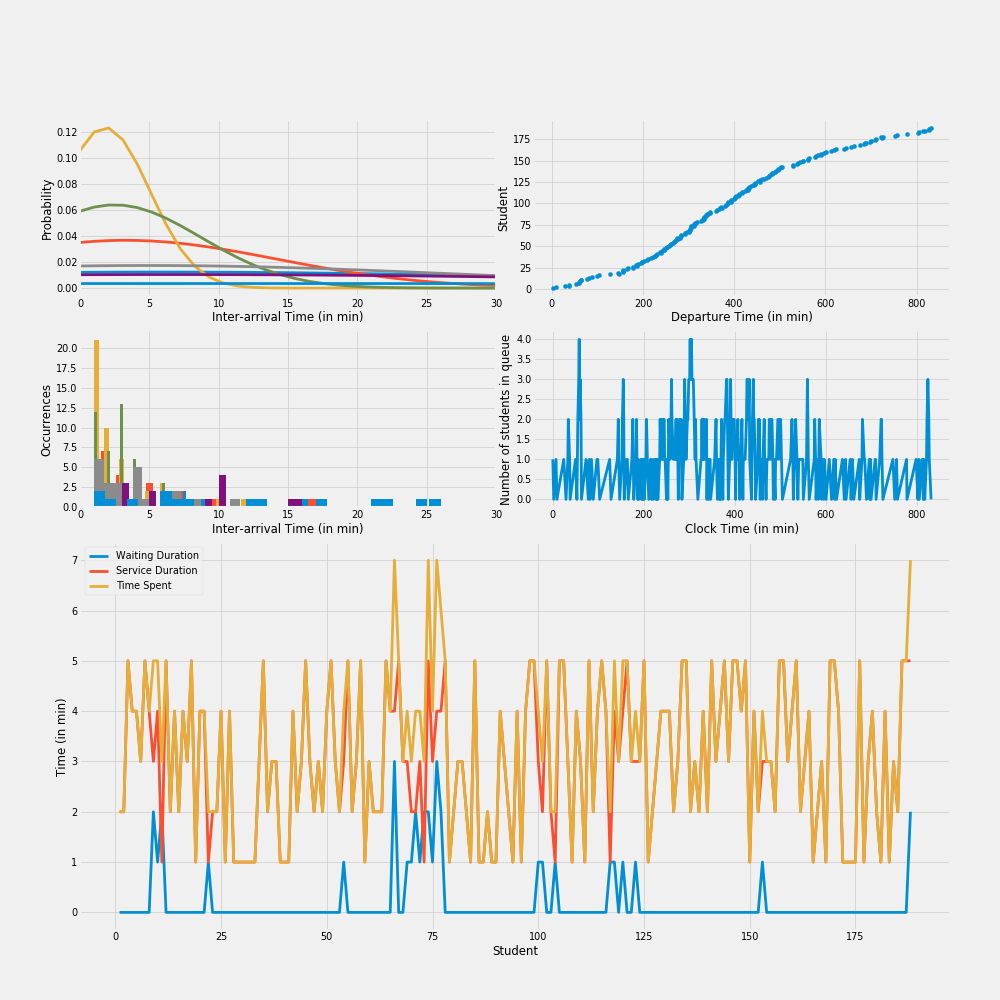 0.12
0.10
0.08
0.06
0.04
0.02
0.00
Probability
0 5 10 15 20 25 30
Inter-arrival Time (in min)
175
150
125
100
75
50
25
0
Student
0 200 400 600 800
Departure Time (in min)
20.0
17.5
15.0
12.5
10.0
7.5
5.0
2.5
0.0
Occurrences
0 5 10 15 20 25 30
Inter-arrival Time (in min)
4.0
3.5
3.0
2.5
2.0
1.5
1.0
0.5
0.0
Number of students in queue
0 200 400 600 800
Clock Time (in min)
Waiting Duration
Service Duration
Time Spent
7
6
5
4
3
2
1
0
Time (in min)
0 25 50 75 100 125 150 175
Student